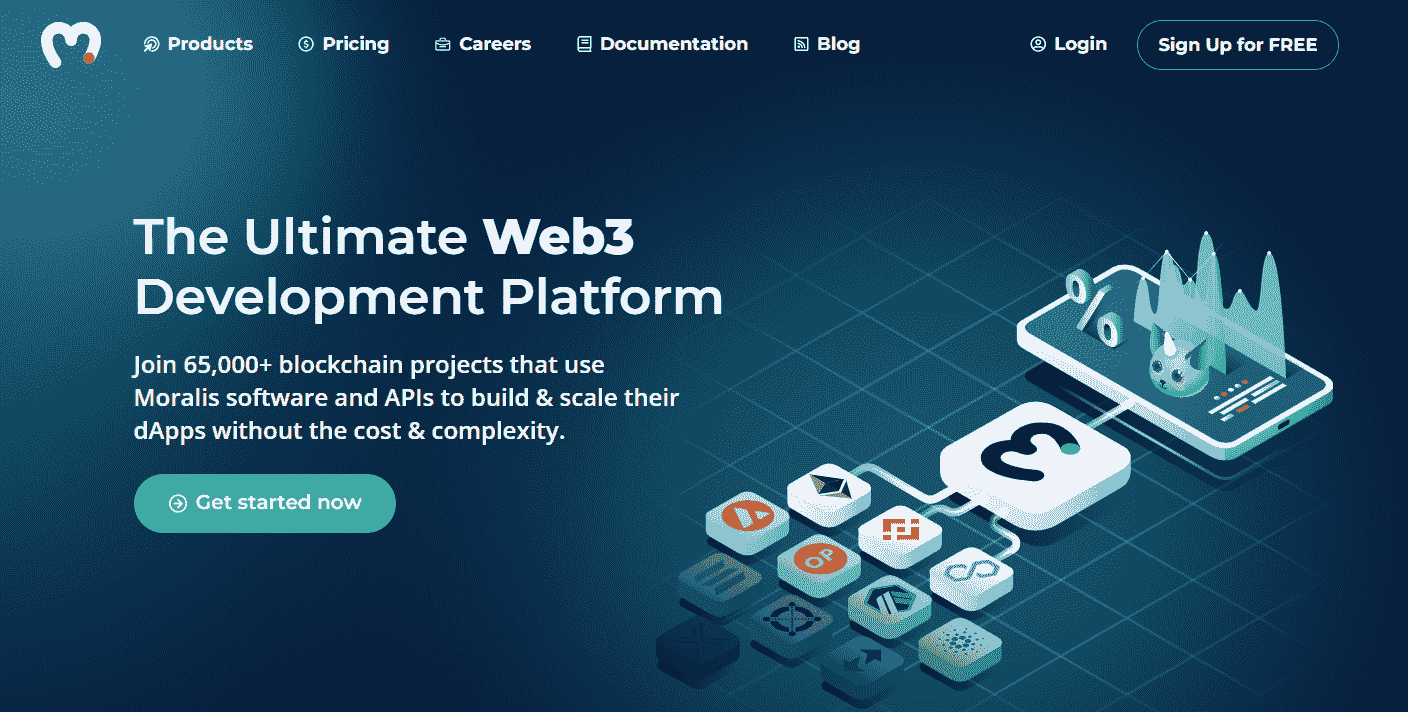 Products Pricing Careers Documentation Blog Login Sign Up for FREE
The Ultimate Web3
Development Platform
Join 65,000+ blockchain projects that use
Moralis software and APIs to build & scale their
dApps without the cost & complexity.
Get started now
%
OP